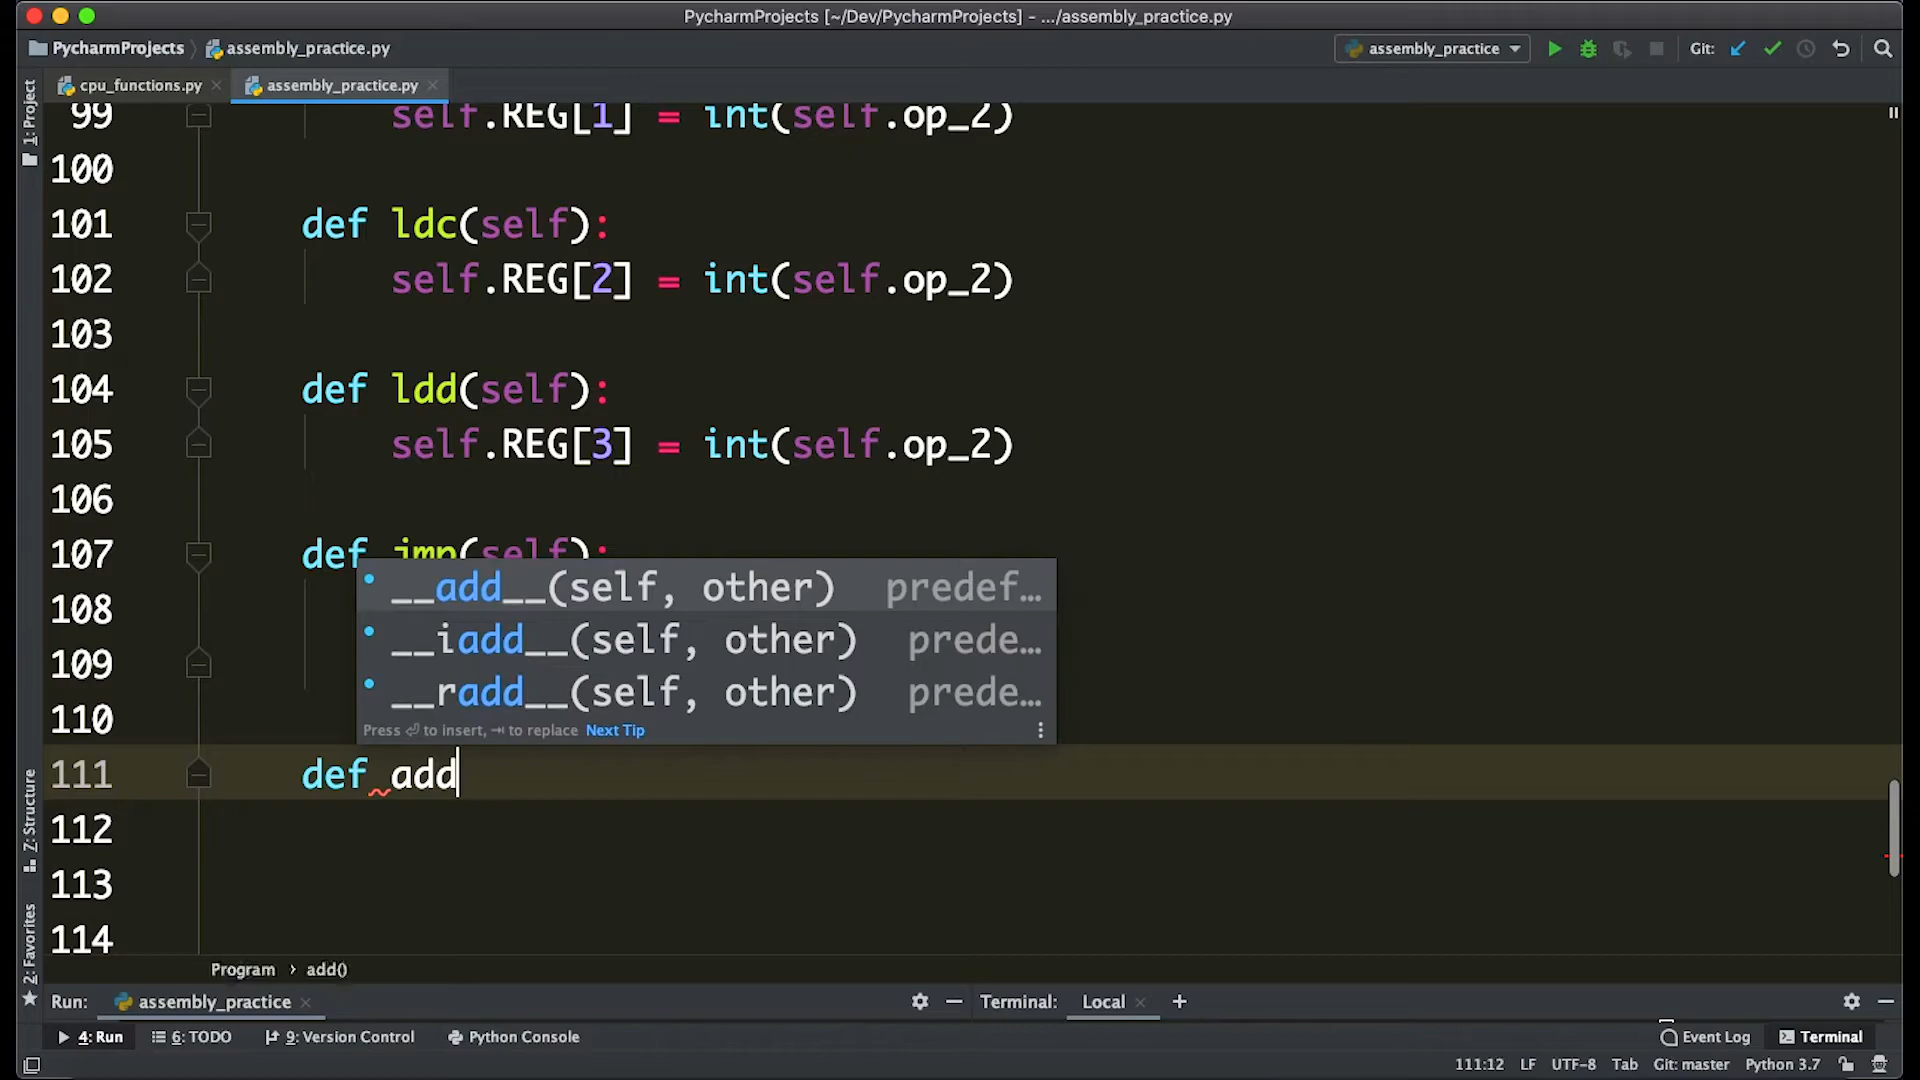 PycharmProjects [~/Dev/PycharmProjects] - .../assembly_practice.py
PycharmProjects assembly_practice.py
assembly_practice Git:
cpu_functions.py assembly_practice.py
1: Project
99 self.REG[1] = int(self.op_2)
100
101 def ldc(self):
102 self.REG[2] = int(self.op_2)
103
104 def ldd(self):
105 self.REG[3] = int(self.op_2)
106
107 def jmp(self):
108
109
110
__add__(self, other) predef…
__iadd__(self, other) prede…
__radd__(self, other) prede…
Press ⏎ to insert, ⇥ to replace Next Tip
111 def add
112
113
114
Z: Structure
2: Favorites
Program › add()
Run: assembly_practice Terminal: Local +
4: Run 6: TODO 9: Version Control Python Console Event Log Terminal
111:12 LF UTF-8 Tab Git: master Python 3.7